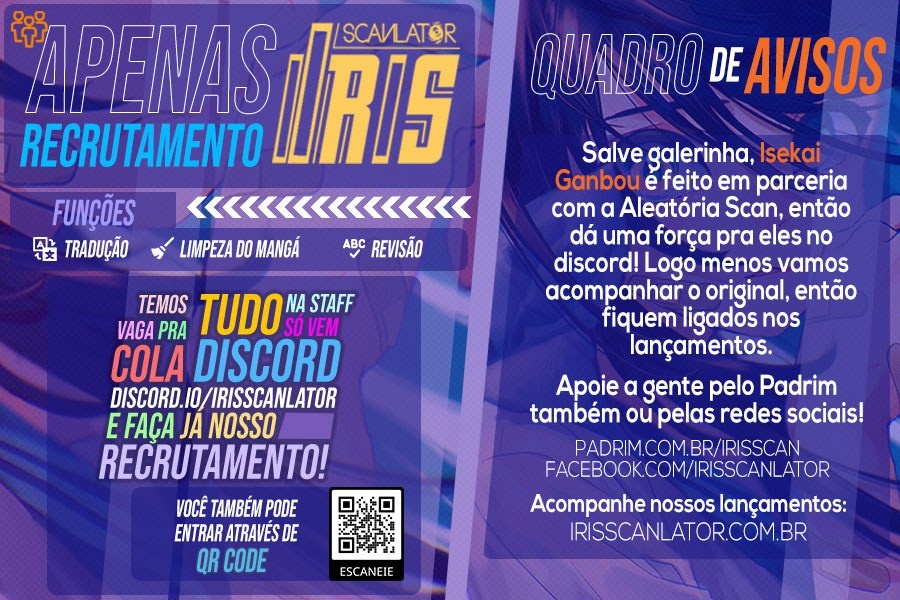 APENAS
RECRUTAMENTO
SCANLATOR
IRIS
FUNÇÕES
TRADUÇÃO LIMPEZA DO MANGÁ ABC REVISÃO
TEMOS VAGA PRA TUDO NA STAFF SÓ VEM
COLA DISCORD
DISCORD.IO/IRISSCANLATOR
E FAÇA JÁ NOSSO
RECRUTAMENTO!
VOCÊ TAMBÉM PODE
ENTRAR ATRAVÉS DE
QR CODE
ESCANEIE
QUADRO DE AVISOS
Salve galerinha, Isekai
Ganbou é feito em parceria
com a Aleatória Scan, então
dá uma força pra eles no
discord! Logo menos vamos
acompanhar o original, então
fiquem ligados nos
lançamentos.
Apoie a gente pelo Padrim
também ou pelas redes sociais!
PADRIM.COM.BR/IRISSCAN
FACEBOOK.COM/IRISSCANLATOR
Acompanhe nossos lançamentos:
IRISSCANLATOR.COM.BR